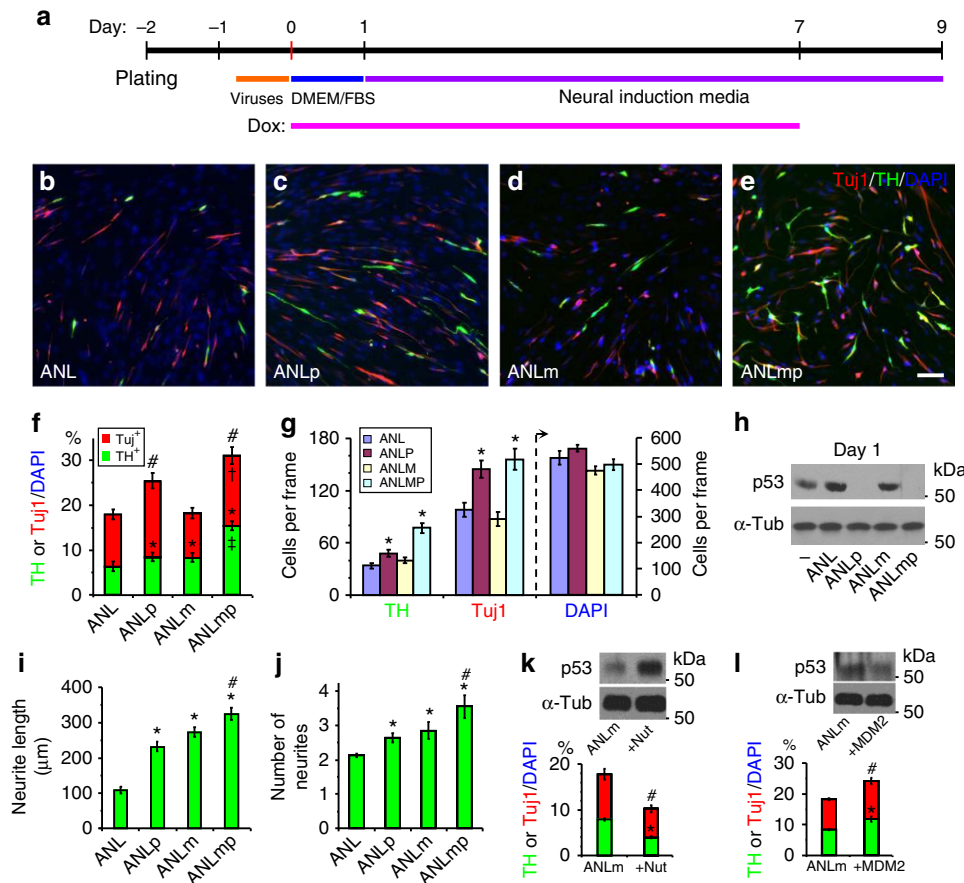 a
Day: –2 –1 0 1 7 9
Plating
Viruses DMEM/FBS Neural induction media
Dox:
b
ANL
c
ANLp
d
ANLm
e
Tuj1/TH/DAPI
ANLmp
f
%
Tuj+
TH+
TH or Tuj1/DAPI
30
20
10
0
# #
†
* * *
‡
ANL ANLp ANLm ANLmp
g
ANL
ANLP
ANLM
ANLMP
Cells per frame
180
120
60
0
* * * *
600
500
400
300
200
100
0
Cells per frame
TH Tuj1 DAPI
h
Day 1
kDa
p53
50
α-Tub
50
– ANL ANLp ANLm ANLmp
i
Neurite length
(μm)
400
300
200
100
0
#
* * *
ANL ANLp ANLm ANLmp
j
Number of
neurites
4
2
0
#
* * *
ANL ANLp ANLm ANLmp
k
kDa
p53
50
α-Tub
50
ANLm +Nut
%
TH or Tuj1/DAPI
20
15
10
5
0
#
*
ANLm +Nut
l
kDa
p53
50
α-Tub
50
ANLm +MDM2
%
TH or Tuj1/DAPI
30
20
10
0
#
*
ANLm +MDM2